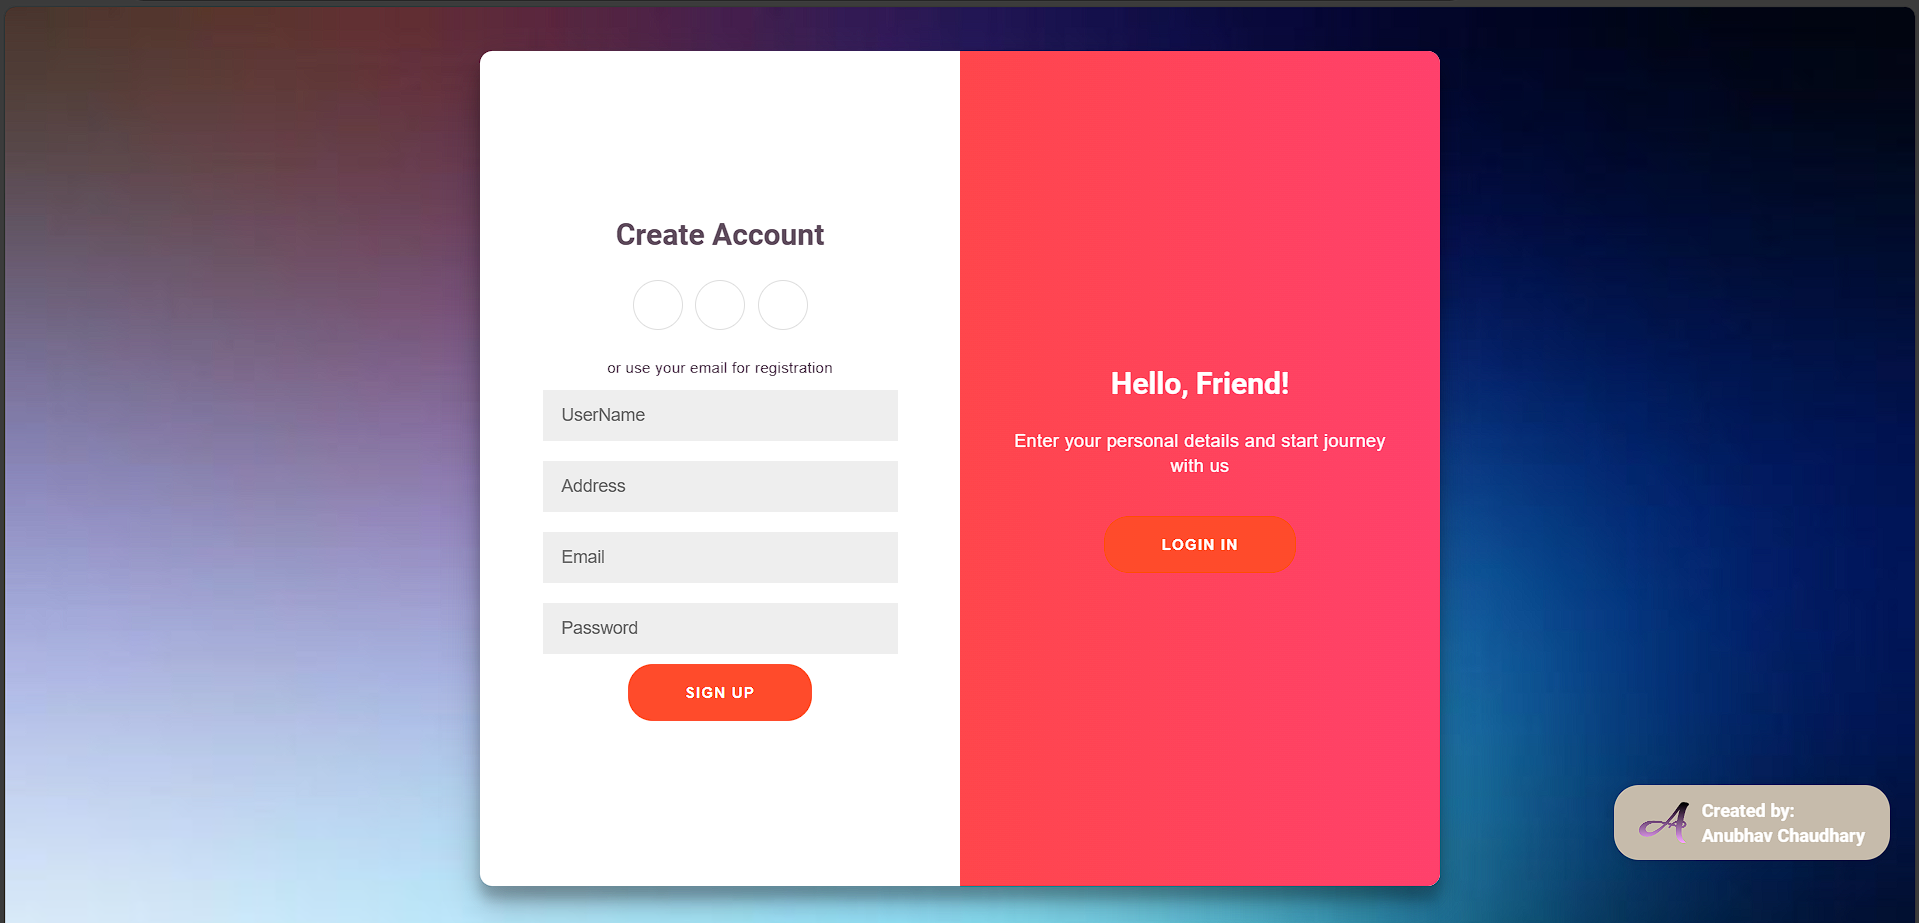 Create Account
or use your email for registration
UserName
Address
Email
Password
SIGN UP
Hello, Friend!
Enter your personal details and start journey
with us
LOGIN IN
A
Created by:
Anubhav Chaudhary